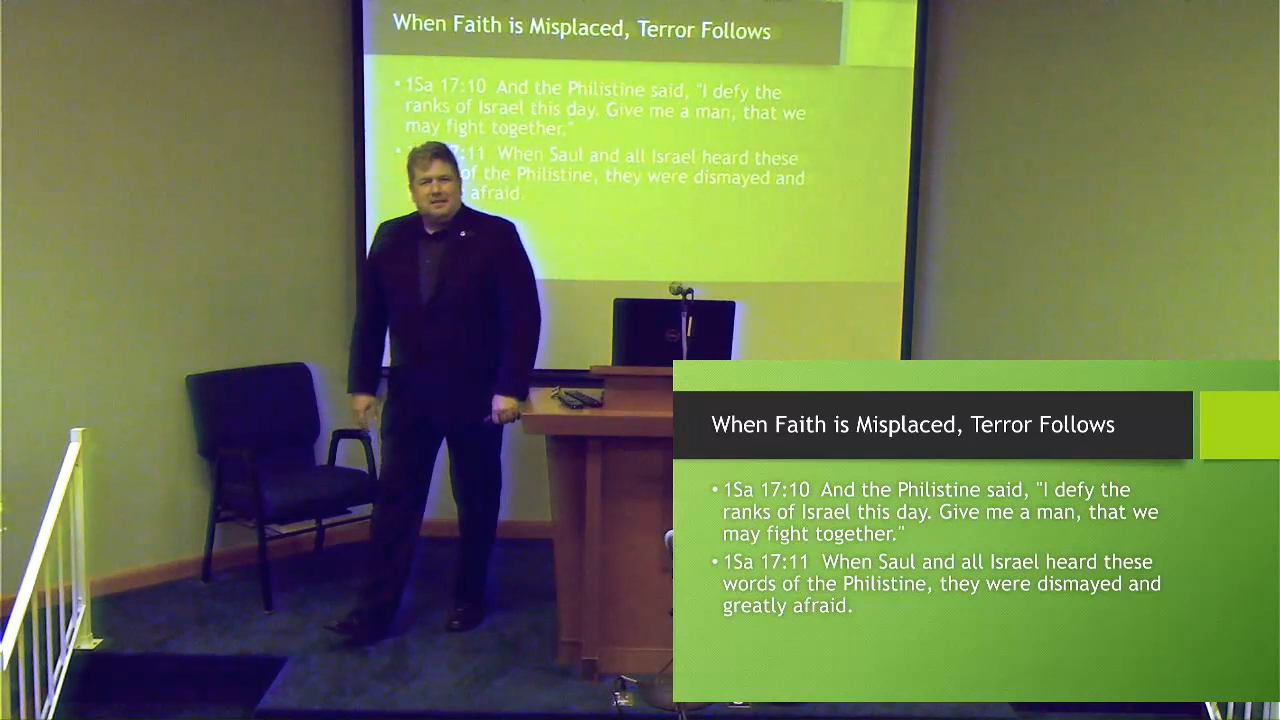 When Faith is Misplaced, Terror Follows
• 1Sa 17:10 And the Philistine said, "I defy the
ranks of Israel this day. Give me a man, that we
may fight together."
• 7:11 When Saul and all Israel heard these
of the Philistine, they were dismayed and
afraid.
DELL
When Faith is Misplaced, Terror Follows
• 1Sa 17:10 And the Philistine said, "I defy the
ranks of Israel this day. Give me a man, that we
may fight together."
• 1Sa 17:11 When Saul and all Israel heard these
words of the Philistine, they were dismayed and
greatly afraid.